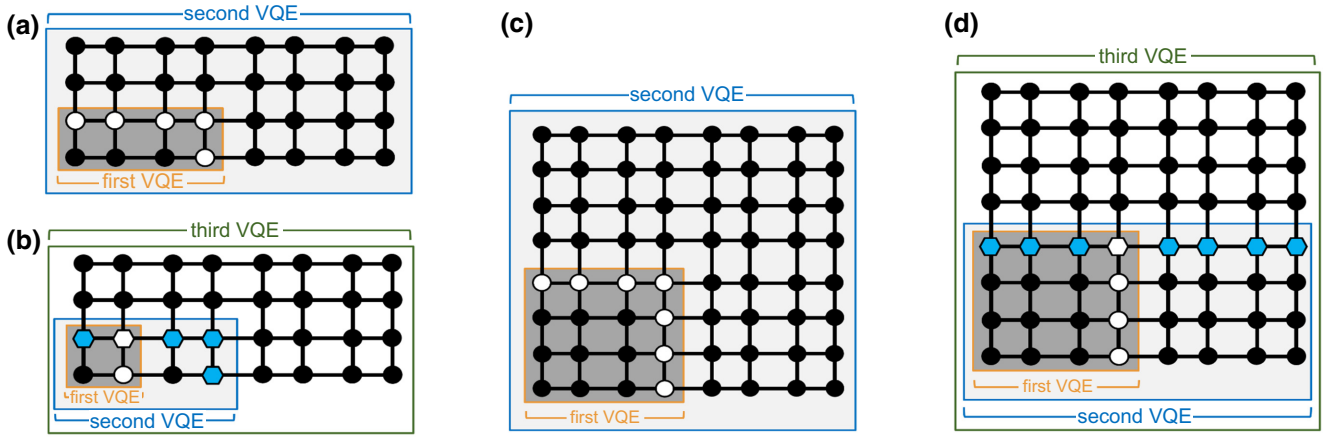 (a)
second VQE
first VQE
(b)
third VQE
first VQE
second VQE
(c)
second VQE
first VQE
(d)
third VQE
first VQE
second VQE